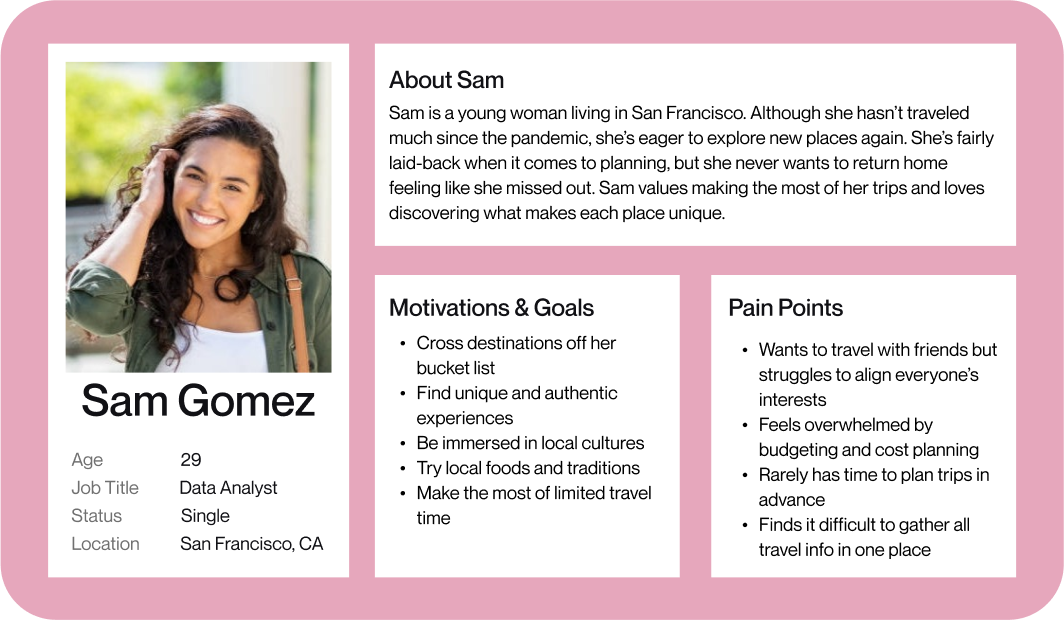 Sam Gomez
Age 29
Job Title Data Analyst
Status Single
Location San Francisco, CA
About Sam
Sam is a young woman living in San Francisco. Although she hasn’t traveled
much since the pandemic, she’s eager to explore new places again. She’s fairly
laid-back when it comes to planning, but she never wants to return home
feeling like she missed out. Sam values making the most of her trips and loves
discovering what makes each place unique.
Motivations & Goals
• Cross destinations off her
bucket list
• Find unique and authentic
experiences
• Be immersed in local cultures
• Try local foods and traditions
• Make the most of limited travel
time
Pain Points
• Wants to travel with friends but
struggles to align everyone’s
interests
• Feels overwhelmed by
budgeting and cost planning
• Rarely has time to plan trips in
advance
• Finds it difficult to gather all
travel info in one place